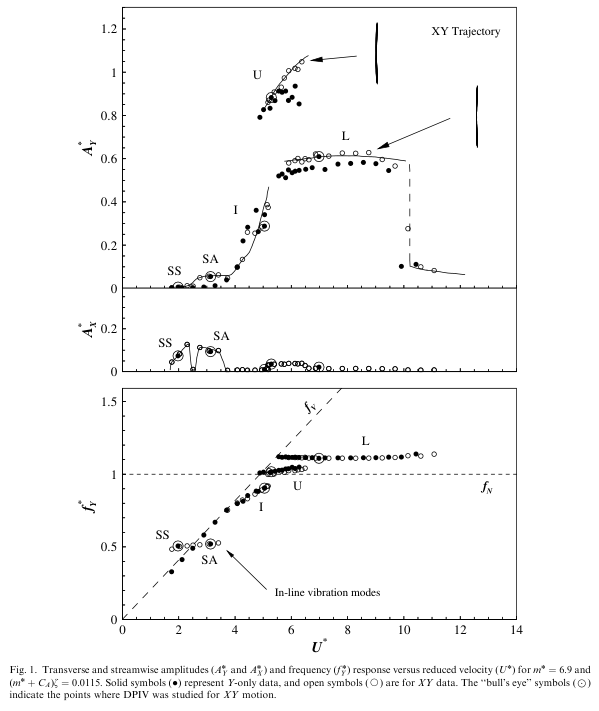 1.2
XY Trajectory
1
U
0.8
A*Y
L
0.6
0.4
I
0.2
SA
SS
0
A*X
0.2
SS
SA
0
1.5
fV
L
1
fN
f*Y
U
I
SS
0.5
SA
In-line vibration modes
0
0 2 4 6 8 10 12 14
U*
Fig. 1. Transverse and streamwise amplitudes (A*Y and A*X) and frequency (f*Y) response versus reduced velocity (U*) for m* = 6.9 and
(m* + CA)ζ = 0.0115. Solid symbols (●) represent Y-only data, and open symbols (○) are for XY data. The “bull’s eye” symbols (⊙)
indicate the points where DPIV was studied for XY motion.